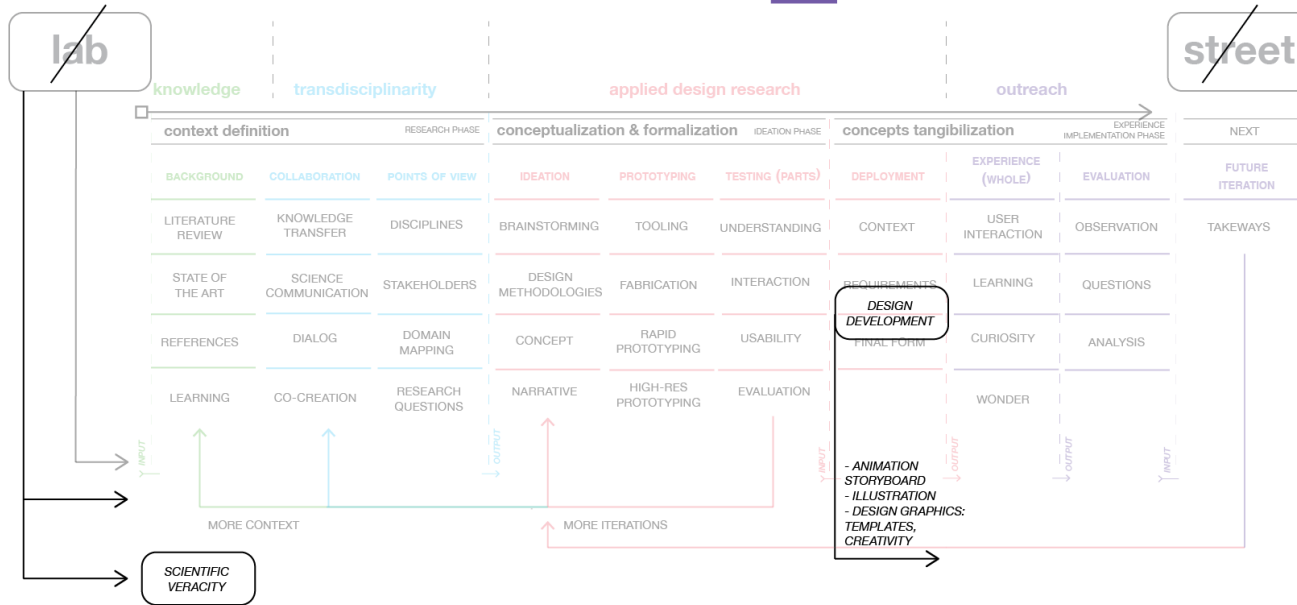 lab
street
knowledge
transdisciplinarity
applied design research
outreach
context definition
RESEARCH PHASE
conceptualization & formalization
IDEATION PHASE
concepts tangibilization
EXPERIENCE
IMPLEMENTATION PHASE
NEXT
BACKGROUND
COLLABORATION
POINTS OF VIEW
IDEATION
PROTOTYPING
TESTING (PARTS)
DEPLOYMENT
EXPERIENCE
(WHOLE)
EVALUATION
FUTURE
ITERATION
LITERATURE
REVIEW
KNOWLEDGE
TRANSFER
DISCIPLINES
BRAINSTORMING
TOOLING
UNDERSTANDING
CONTEXT
USER
INTERACTION
OBSERVATION
TAKEWAYS
STATE OF
THE ART
SCIENCE
COMMUNICATION
STAKEHOLDERS
DESIGN
METHODOLOGIES
FABRICATION
INTERACTION
REQUIREMENTS
LEARNING
QUESTIONS
DESIGN
DEVELOPMENT
REFERENCES
DIALOG
DOMAIN
MAPPING
CONCEPT
RAPID
PROTOTYPING
USABILITY
FINAL FORM
CURIOSITY
ANALYSIS
LEARNING
CO-CREATION
RESEARCH
QUESTIONS
NARRATIVE
HIGH-RES
PROTOTYPING
EVALUATION
WONDER
INPUT
OUTPUT
INPUT
OUTPUT
OUTPUT
INPUT
- ANIMATION
STORYBOARD
- ILLUSTRATION
- DESIGN GRAPHICS:
TEMPLATES,
CREATIVITY
MORE CONTEXT
MORE ITERATIONS
SCIENTIFIC
VERACITY